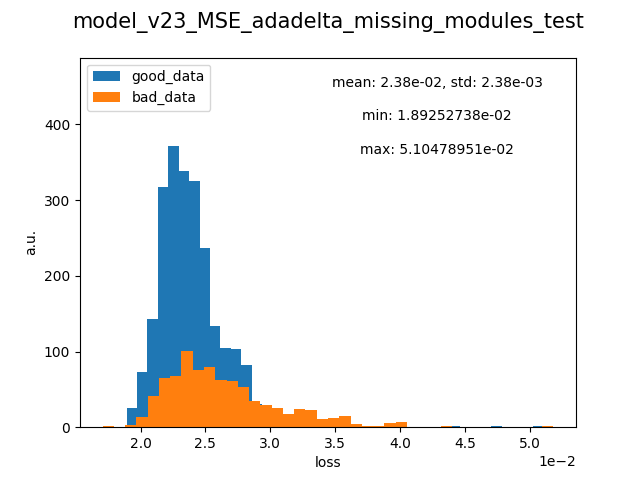 model_v23_MSE_adadelta_missing_modules_test
good_data
bad_data
mean: 2.38e-02, std: 2.38e-03
min: 1.89252738e-02
max: 5.10478951e-02
a.u.
400
300
200
100
0
2.0 2.5 3.0 3.5 4.0 4.5 5.0
loss
1e−2